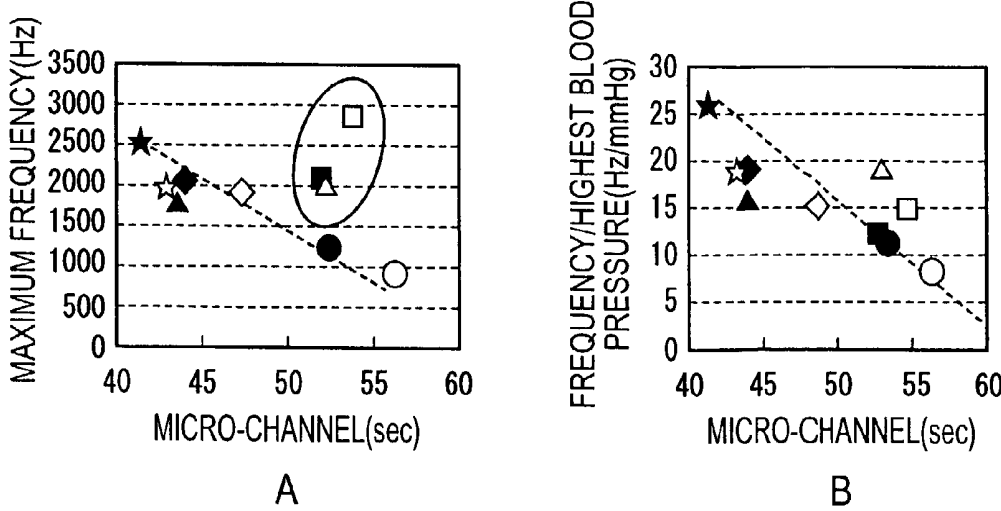 MAXIMUM FREQUENCY(Hz)
3500
3000
2500
2000
1500
1000
500
0
40 45 50 55 60
MICRO-CHANNEL(sec)
A
FREQUENCY/HIGHEST BLOOD
PRESSURE(Hz/mmHg)
30
25
20
15
10
5
0
40 45 50 55 60
MICRO-CHANNEL(sec)
B